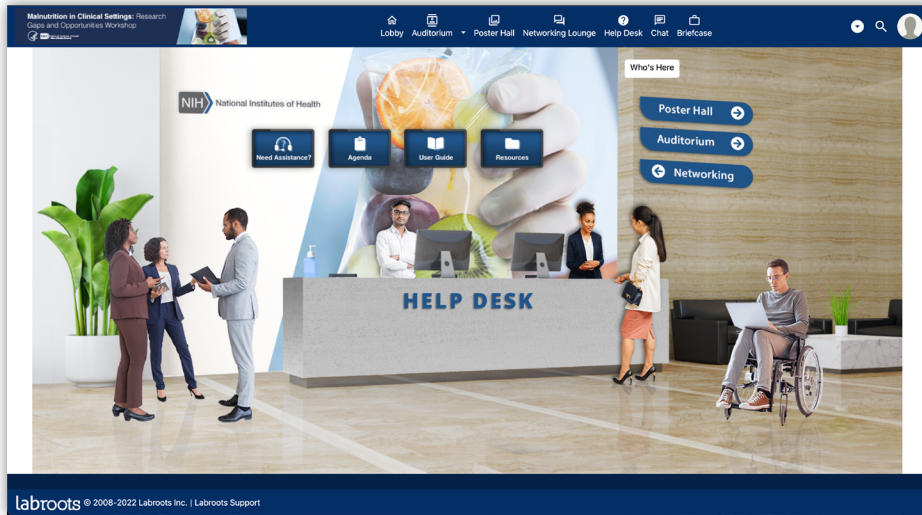 Malnutrition in Clinical Settings: Research
Gaps and Opportunities Workshop
Lobby
Auditorium
Poster Hall
Networking Lounge
Help Desk
Chat
Briefcase
Who's Here
NIH National Institutes of Health
Poster Hall
Auditorium
Networking
Need Assistance?
Agenda
User Guide
Resources
HELP DESK
labroots © 2008-2022 Labroots Inc. | Labroots Support